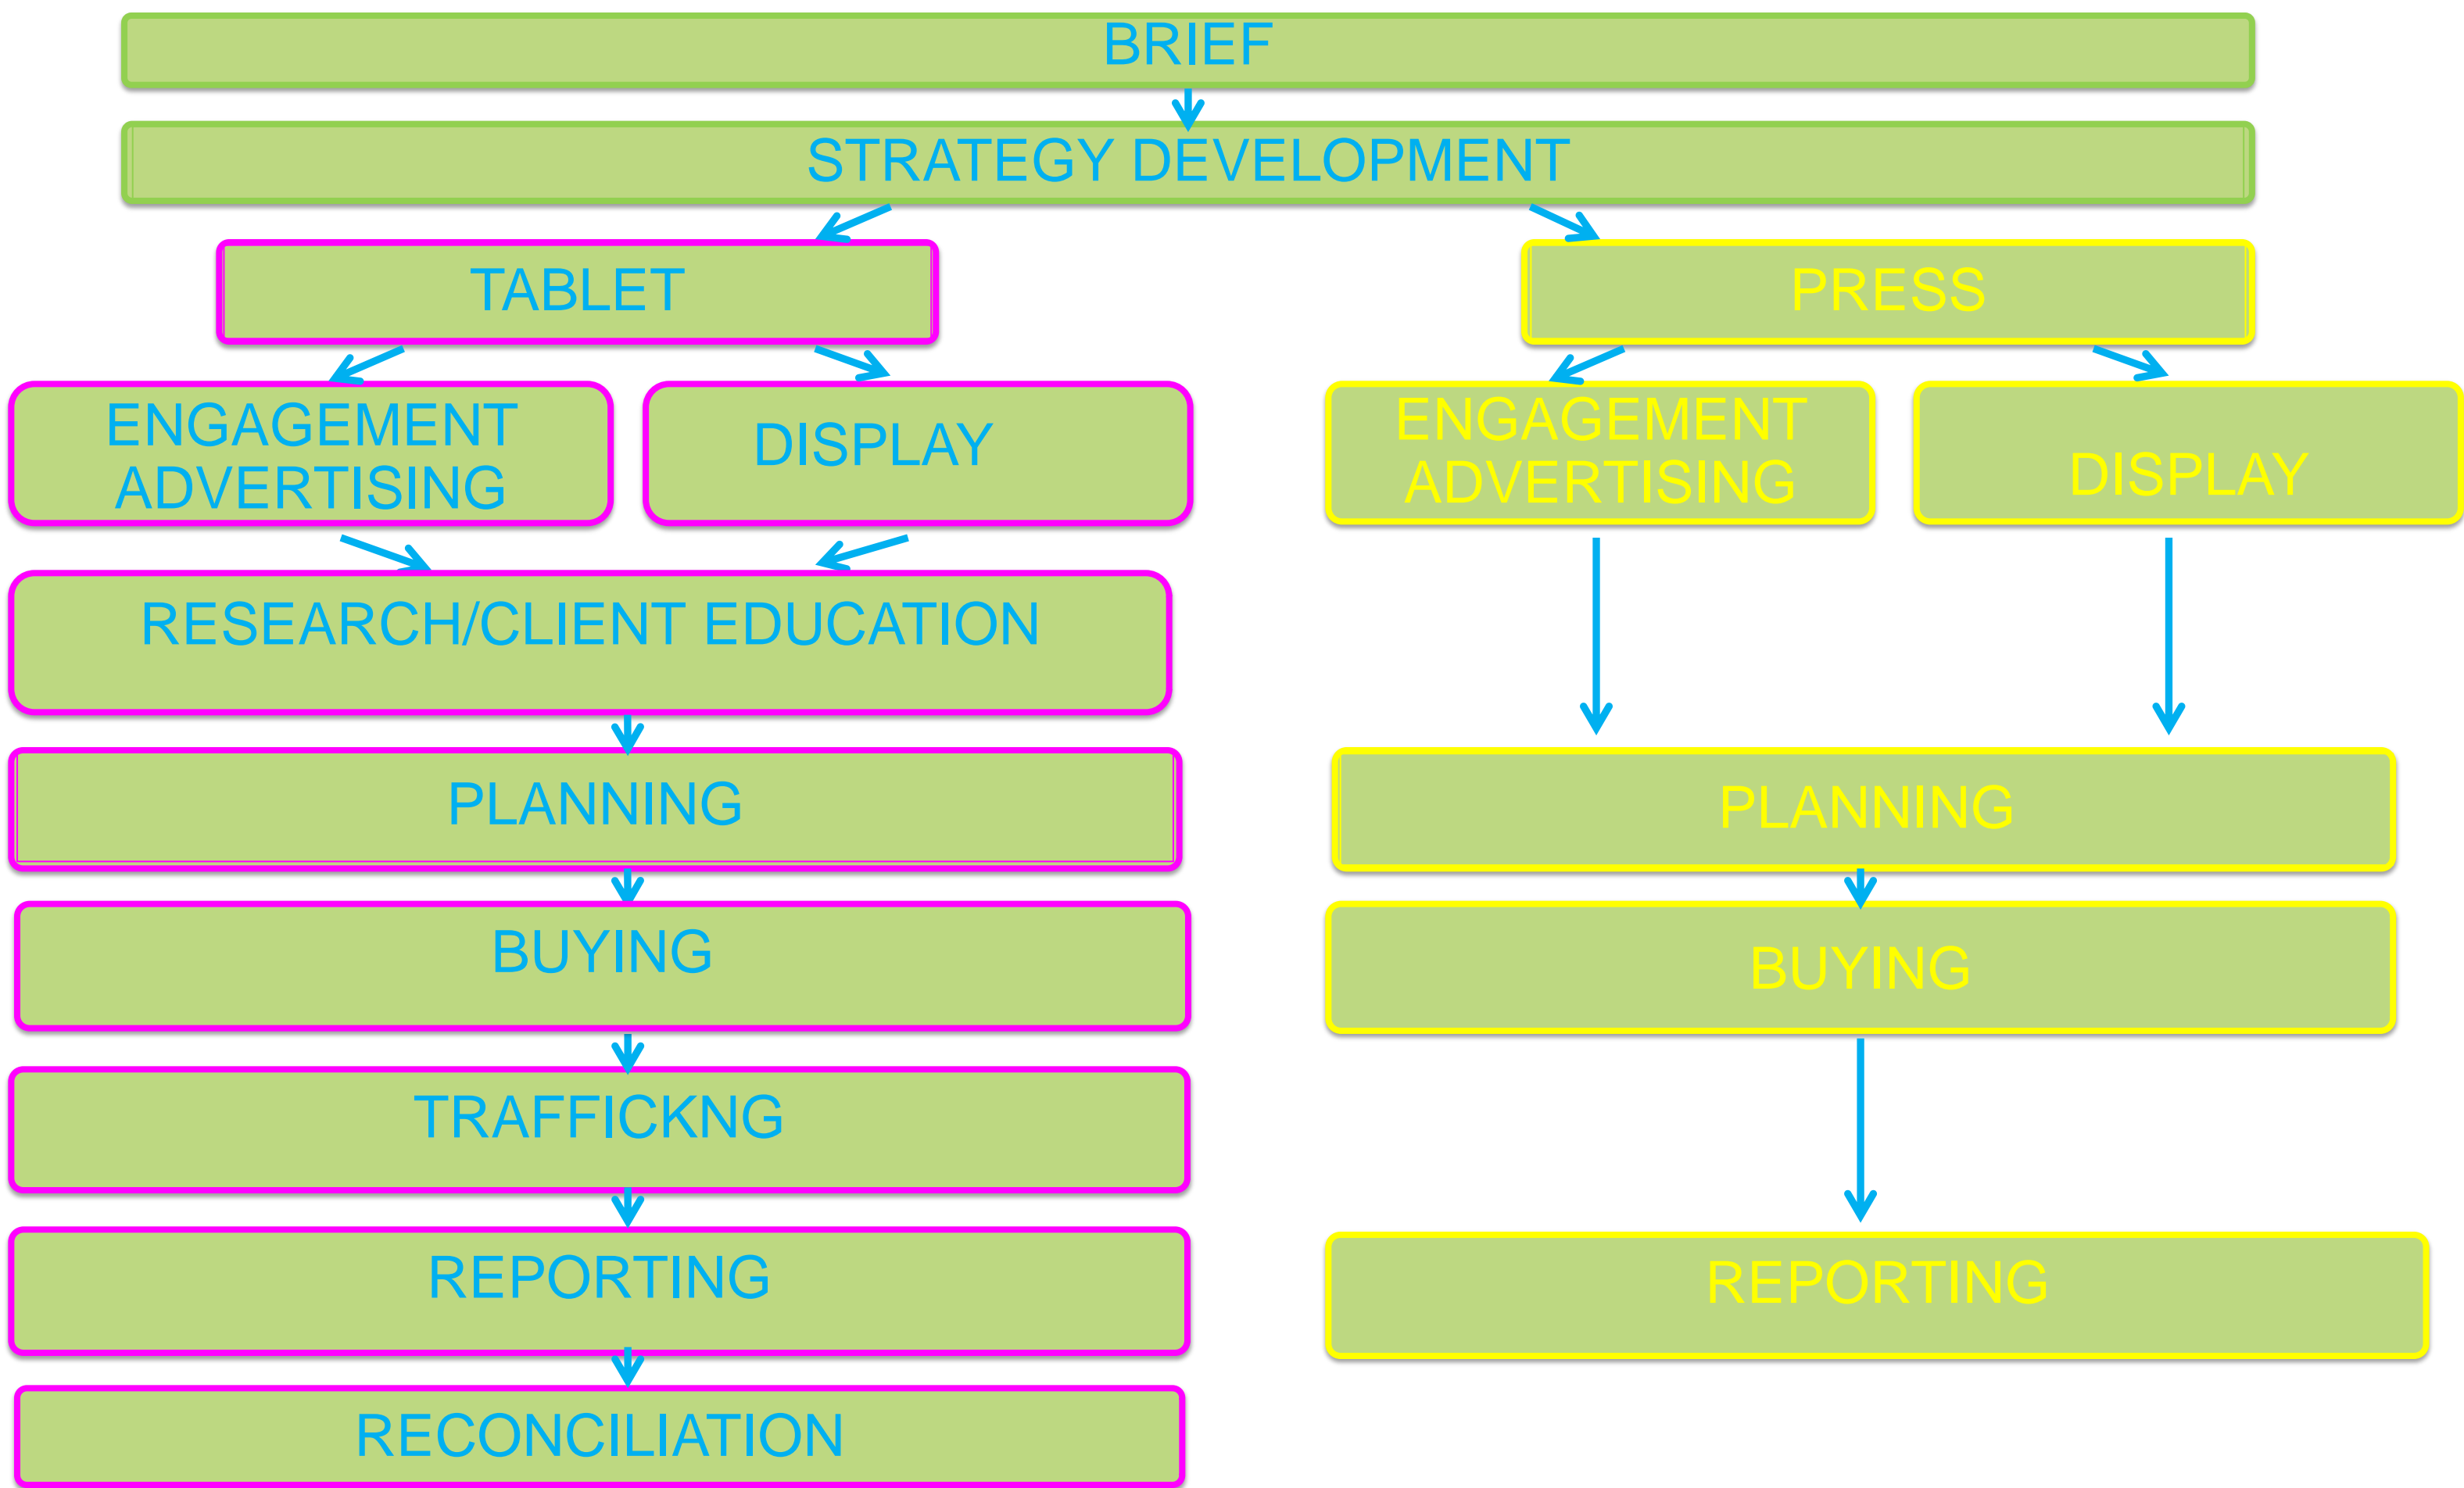 BRIEF
STRATEGY DEVELOPMENT
TABLET
PRESS
ENGAGEMENT
ADVERTISING
DISPLAY
ENGAGEMENT
ADVERTISING
DISPLAY
RESEARCH/CLIENT EDUCATION
PLANNING
PLANNING
BUYING
BUYING
TRAFFICKNG
REPORTING
REPORTING
RECONCILIATION